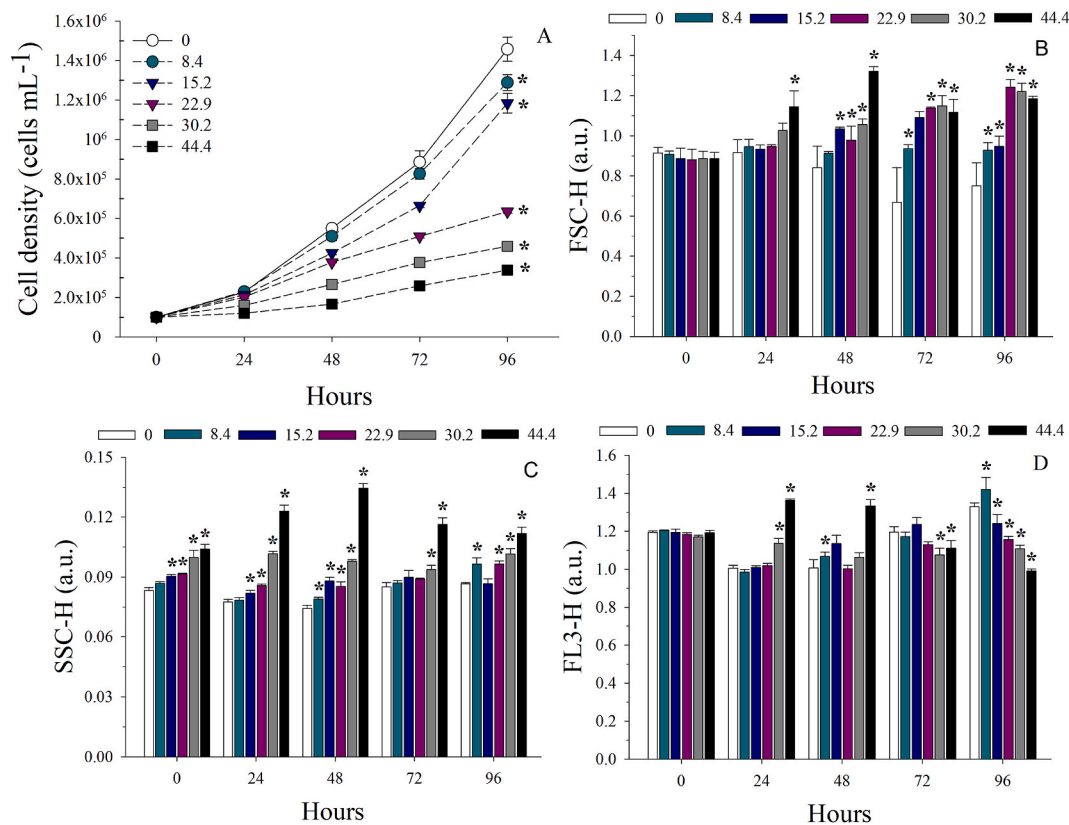 A
1.6x10⁶
1.4x10⁶
1.2x10⁶
10⁶
8.0x10⁵
6.0x10⁵
4.0x10⁵
2.0x10⁵
0
Cell density (cells mL⁻¹)
0
8.4
15.2
22.9
30.2
44.4
*
*
*
*
*
0 24 48 72 96
Hours
0 8.4 15.2 22.9 30.2 44.4
B
1.6
1.4
1.2
1.0
0.8
0.6
0.4
0.2
0.0
FSC-H (a.u.)
*
* * * *
* * * * *
* * * * *
0 24 48 72 96
Hours
0 8.4 15.2 22.9 30.2 44.4
C
0.15
0.12
0.09
0.06
0.03
0.00
SSC-H (a.u.)
* * * *
* * * *
* * * * *
* *
* * * *
0 24 48 72 96
Hours
0 8.4 15.2 22.9 30.2 44.4
D
1.6
1.4
1.2
1.0
0.8
0.6
0.4
0.2
0.0
FL3-H (a.u.)
* *
* *
* *
* * * * *
0 24 48 72 96
Hours